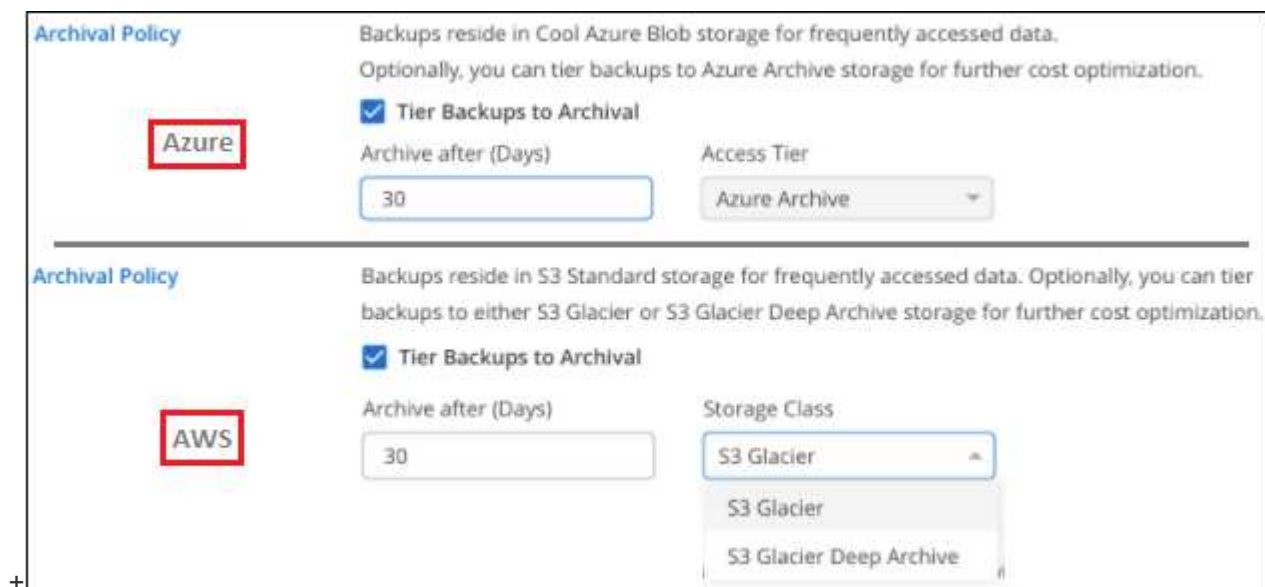 Archival Policy
Backups reside in Cool Azure Blob storage for frequently accessed data.
Optionally, you can tier backups to Azure Archive storage for further cost optimization.
Tier Backups to Archival
Azure
Archive after (Days)
Access Tier
30
Azure Archive
Archival Policy
Backups reside in S3 Standard storage for frequently accessed data. Optionally, you can tier
backups to either S3 Glacier or S3 Glacier Deep Archive storage for further cost optimization.
Tier Backups to Archival
AWS
Archive after (Days)
Storage Class
30
S3 Glacier
S3 Glacier
S3 Glacier Deep Archive
+